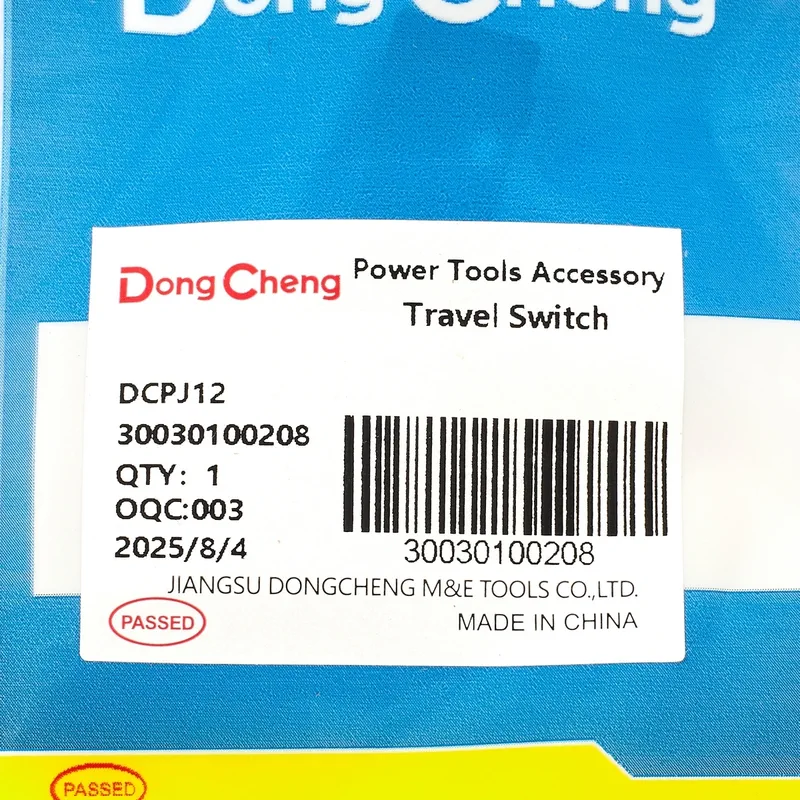 Dong Cheng
Dong Cheng
Power Tools Accessory
Travel Switch
DCPJ12
30030100208
QTY: 1
OQC:003
2025/8/4
30030100208
JIANGSU DONGCHENG M&E TOOLS CO.,LTD.
PASSED
MADE IN CHINA
PASSED